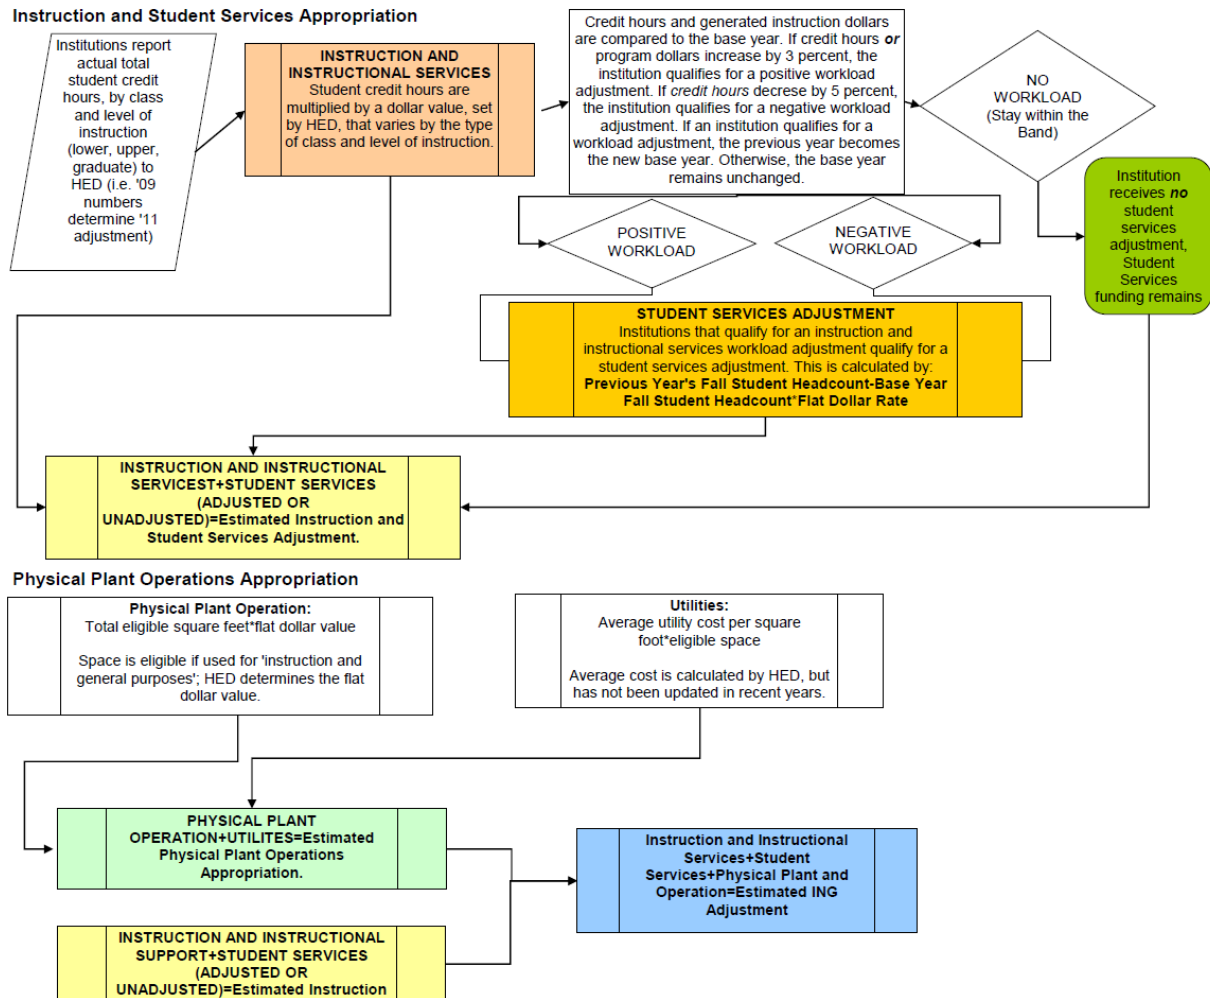 Instruction and Student Services Appropriation
Institutions report
actual total
student credit
hours, by class
and level of
instruction
(lower, upper,
graduate) to
HED (i.e. '09
numbers
determine '11
adjustment)
INSTRUCTION AND
INSTRUCTIONAL SERVICES
Student credit hours are
multiplied by a dollar value, set
by HED, that varies by the type
of class and level of instruction.
Credit hours and generated instruction dollars
are compared to the base year. If credit hours or
program dollars increase by 3 percent, the
institution qualifies for a positive workload
adjustment. If credit hours decrese by 5 percent,
the institution qualifies for a negative workload
adjustment. If an institution qualifies for a
workload adjustment, the previous year becomes
the new base year. Otherwise, the base year
remains unchanged.
NO
WORKLOAD
(Stay within the
Band)
Institution
receives no
student
services
adjustment,
Student
Services
funding remains
POSITIVE
WORKLOAD
NEGATIVE
WORKLOAD
STUDENT SERVICES ADJUSTMENT
Institutions that qualify for an instruction and
instructional services workload adjustment qualify for a
student services adjustment. This is calculated by:
Previous Year's Fall Student Headcount-Base Year
Fall Student Headcount*Flat Dollar Rate
INSTRUCTION AND INSTRUCTIONAL
SERVICEST+STUDENT SERVICES
(ADJUSTED OR
UNADJUSTED)=Estimated Instruction and
Student Services Adjustment.
Physical Plant Operations Appropriation
Physical Plant Operation:
Total eligible square feet*flat dollar value
Space is eligible if used for 'instruction and
general purposes'; HED determines the flat
dollar value.
Utilities:
Average utility cost per square
foot*eligible space
Average cost is calculated by HED, but
has not been updated in recent years.
PHYSICAL PLANT
OPERATION+UTILITES=Estimated
Physical Plant Operations
Appropriation.
Instruction and Instructional
Services+Student
Services+Physical Plant and
Operation=Estimated ING
Adjustment
INSTRUCTION AND INSTRUCTIONAL
SUPPORT+STUDENT SERVICES
(ADJUSTED OR
UNADJUSTED)=Estimated Instruction